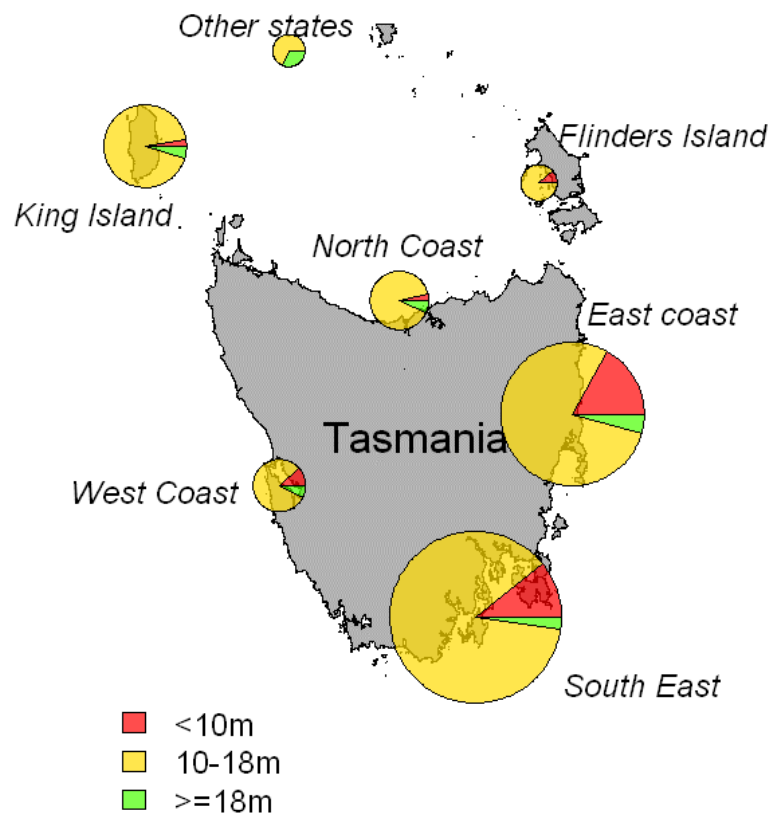 Other states
Flinders Island
King Island
North Coast
East coast
Tasmania
West Coast
South East
<10m
10-18m
>=18m